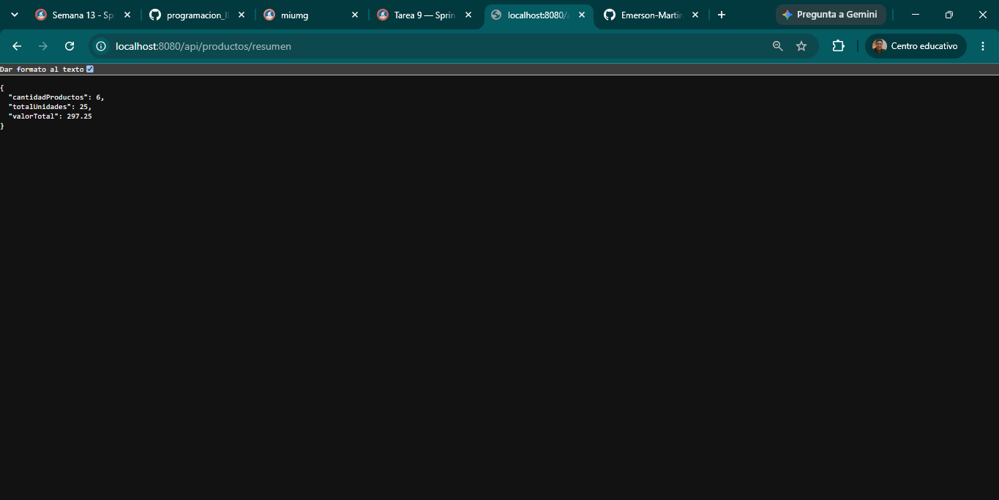 Semana 13 - Sp
programacion_II
miumg
Tarea 9 — Sprin
localhost:8080/a
Emerson-Martin
Pregunta a Gemini
localhost:8080/api/productos/resumen
Centro educativo
Dar formato al texto
{
"cantidadProductos": 6,
"totalUnidades": 25,
"valorTotal": 297.25
}